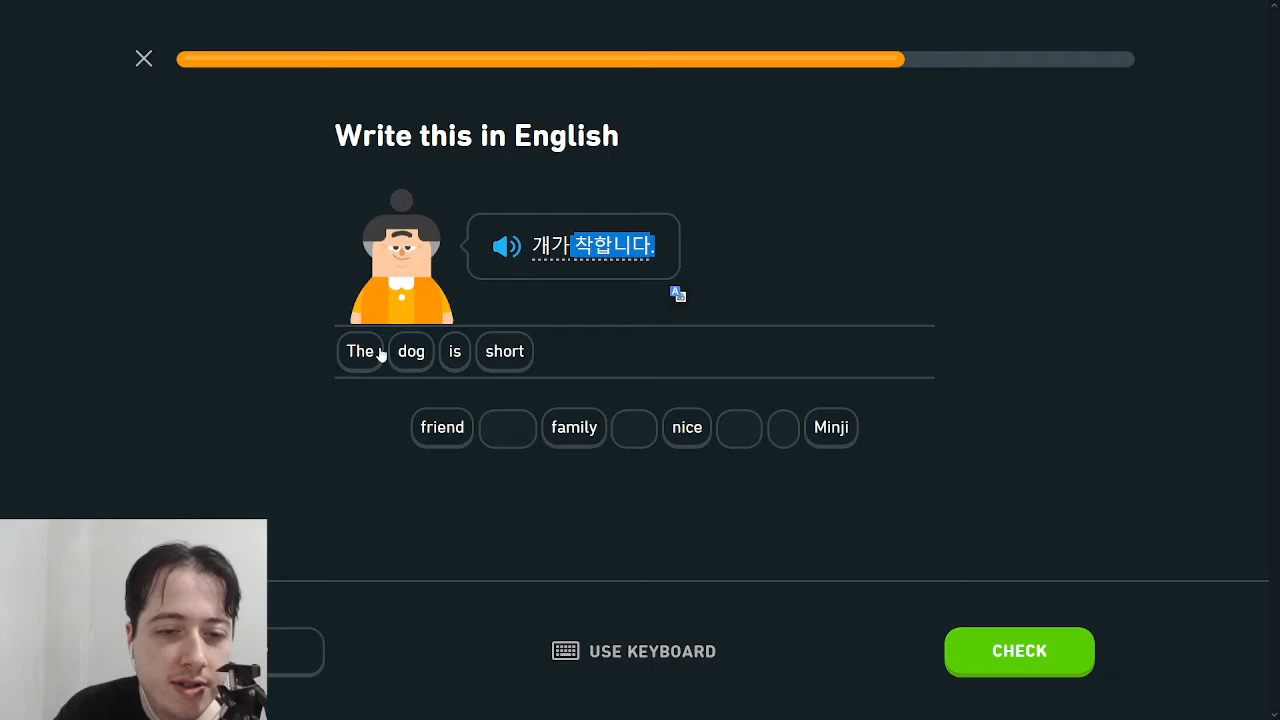 Write this in English
개가 착합니다.
The dog is short
friend family nice Minji
USE KEYBOARD
CHECK